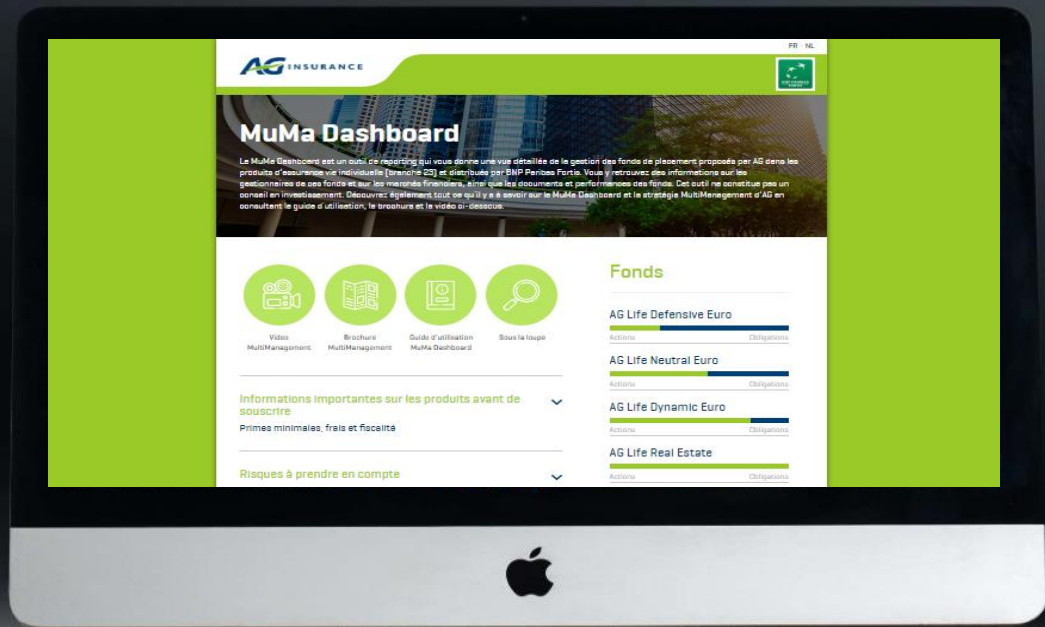 FR NL
AG INSURANCE
BNP PARIBAS
FORTIS
MuMa Dashboard
Le MuMa Dashboard est un outil de reporting qui vous donne une vue détaillée de la gestion des fonds de placement proposés par AG dans les
produits d'assurance vie individuelle (branche 23) et distribués par BNP Paribas Fortis. Vous y retrouvez des informations sur les
gestionnaires de ces fonds et sur les marchés financiers, ainsi que les documents et performances des fonds. Cet outil ne constitue pas un
conseil en investissement. Découvrez également tout ce qu'il y a à savoir sur le MuMa Dashboard et la stratégie MultiManagement d'AG en
consultant le guide d'utilisation, la brochure et la vidéo ci-dessous.
Video
MultiManagement
Brochure
MultiManagement
Guide d'utilisation
MuMa Dashboard
Sous la loupe
Informations importantes sur les produits avant de
souscrire
Primes minimales, frais et fiscalité
Risques à prendre en compte
Fonds
AG Life Defensive Euro
Actions Obligations
AG Life Neutral Euro
Actions Obligations
AG Life Dynamic Euro
Actions Obligations
AG Life Real Estate
Actions Obligations